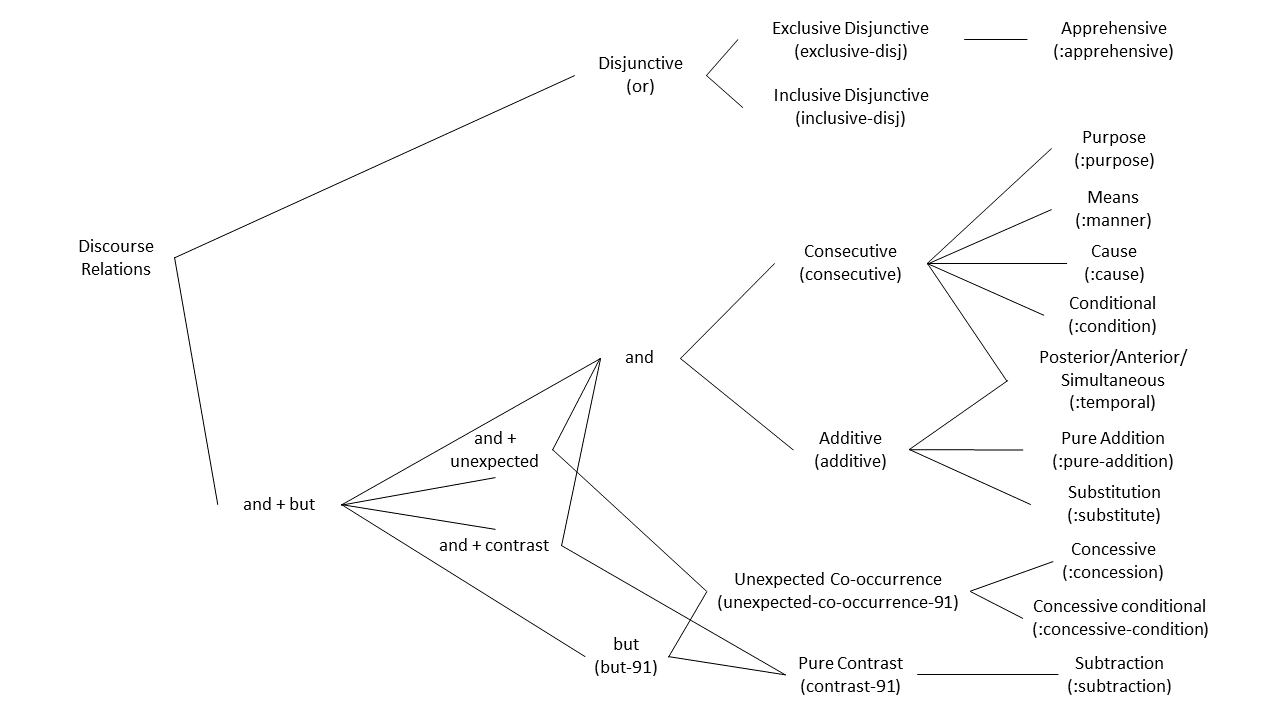 Exclusive Disjunctive
(exclusive-disj)
Apprehensive
(:apprehensive)
Disjunctive
(or)
Inclusive Disjunctive
(inclusive-disj)
Purpose
(:purpose)
Means
(:manner)
Discourse
Relations
Consecutive
(consecutive)
Cause
(:cause)
Conditional
(:condition)
and
Posterior/Anterior/
Simultaneous
(:temporal)
and +
unexpected
Additive
(additive)
Pure Addition
(:pure-addition)
Substitution
(:substitute)
and + but
and + contrast
Concessive
(:concession)
Unexpected Co-occurrence
(unexpected-co-occurrence-91)
Concessive conditional
(:concessive-condition)
but
(but-91)
Pure Contrast
(contrast-91)
Subtraction
(:subtraction)